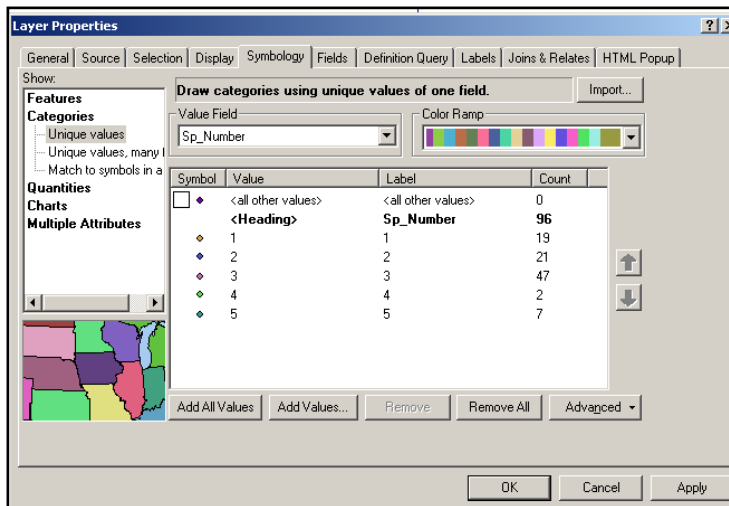 Layer Properties
? x
General Source Selection Display Symbology Fields Definition Query Labels Joins & Relates HTML Popup
Show:
Features
Categories
Unique values
Unique values, many
Match to symbols in a
Quantities
Charts
Multiple Attributes
Draw categories using unique values of one field.
Import...
Value Field
Sp_Number
Color Ramp
Symbol Value Label Count
<all other values> <all other values> 0
<Heading> Sp_Number 96
1 1 19
2 2 21
3 3 47
4 4 2
5 5 7
Add All Values Add Values... Remove Remove All Advanced
OK Cancel Apply